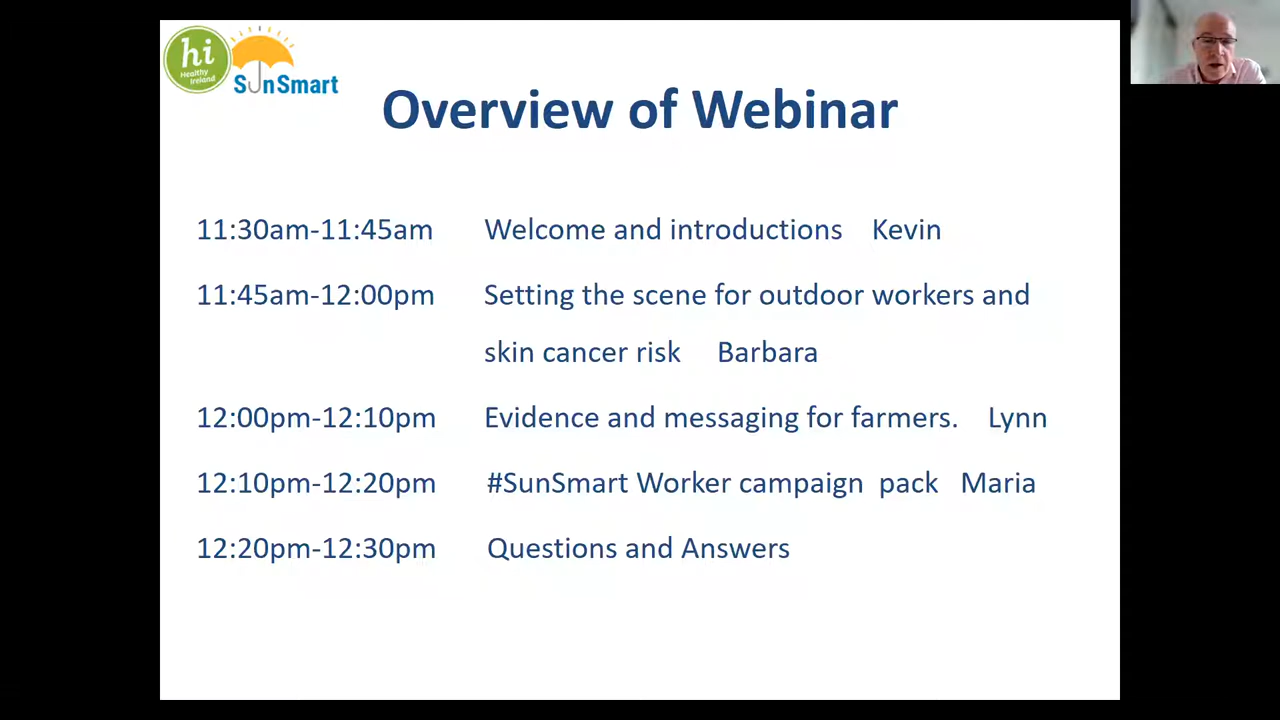 hi
Healthy
Ireland
SunSmart
Overview of Webinar
11:30am-11:45am Welcome and introductions Kevin
11:45am-12:00pm Setting the scene for outdoor workers and
skin cancer risk Barbara
12:00pm-12:10pm Evidence and messaging for farmers. Lynn
12:10pm-12:20pm #SunSmart Worker campaign pack Maria
12:20pm-12:30pm Questions and Answers